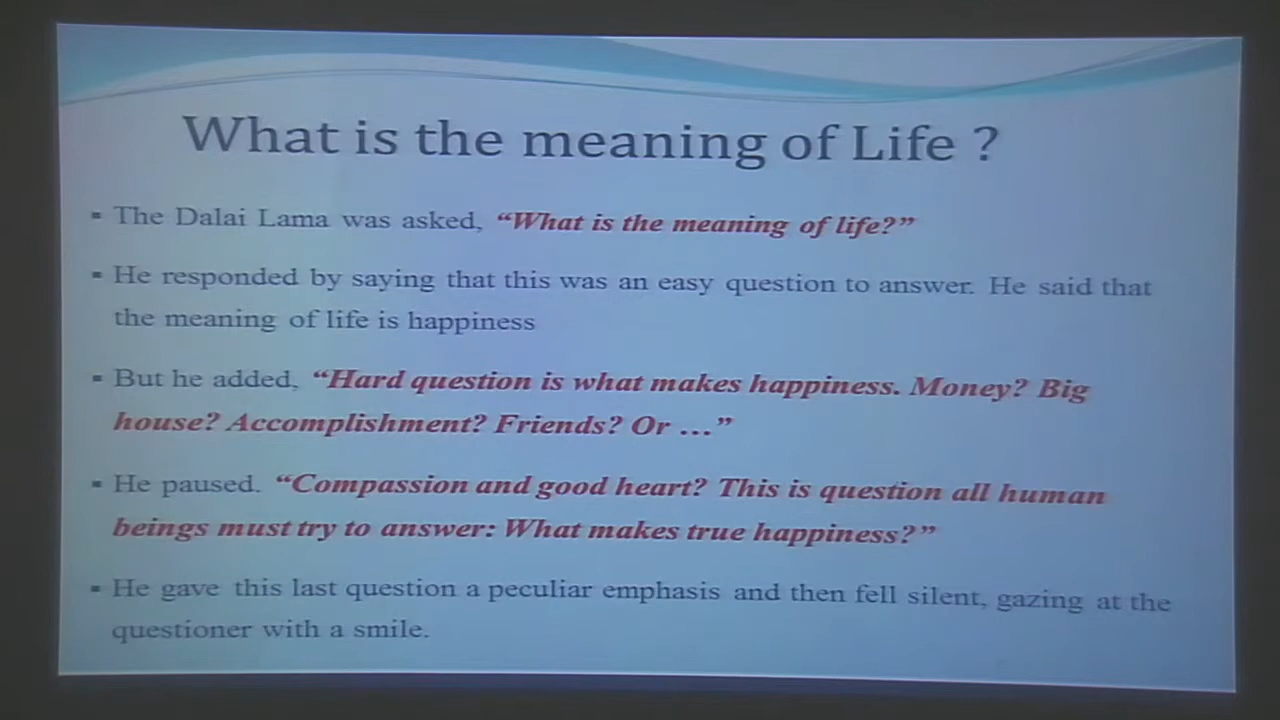 What is the meaning of Life ?
▪ The Dalai Lama was asked, “What is the meaning of life?”
▪ He responded by saying that this was an easy question to answer. He said that
the meaning of life is happiness
▪ But he added, “Hard question is what makes happiness. Money? Big
house? Accomplishment? Friends? Or ...”
▪ He paused. “Compassion and good heart? This is question all human
beings must try to answer: What makes true happiness?”
▪ He gave this last question a peculiar emphasis and then fell silent, gazing at the
questioner with a smile.